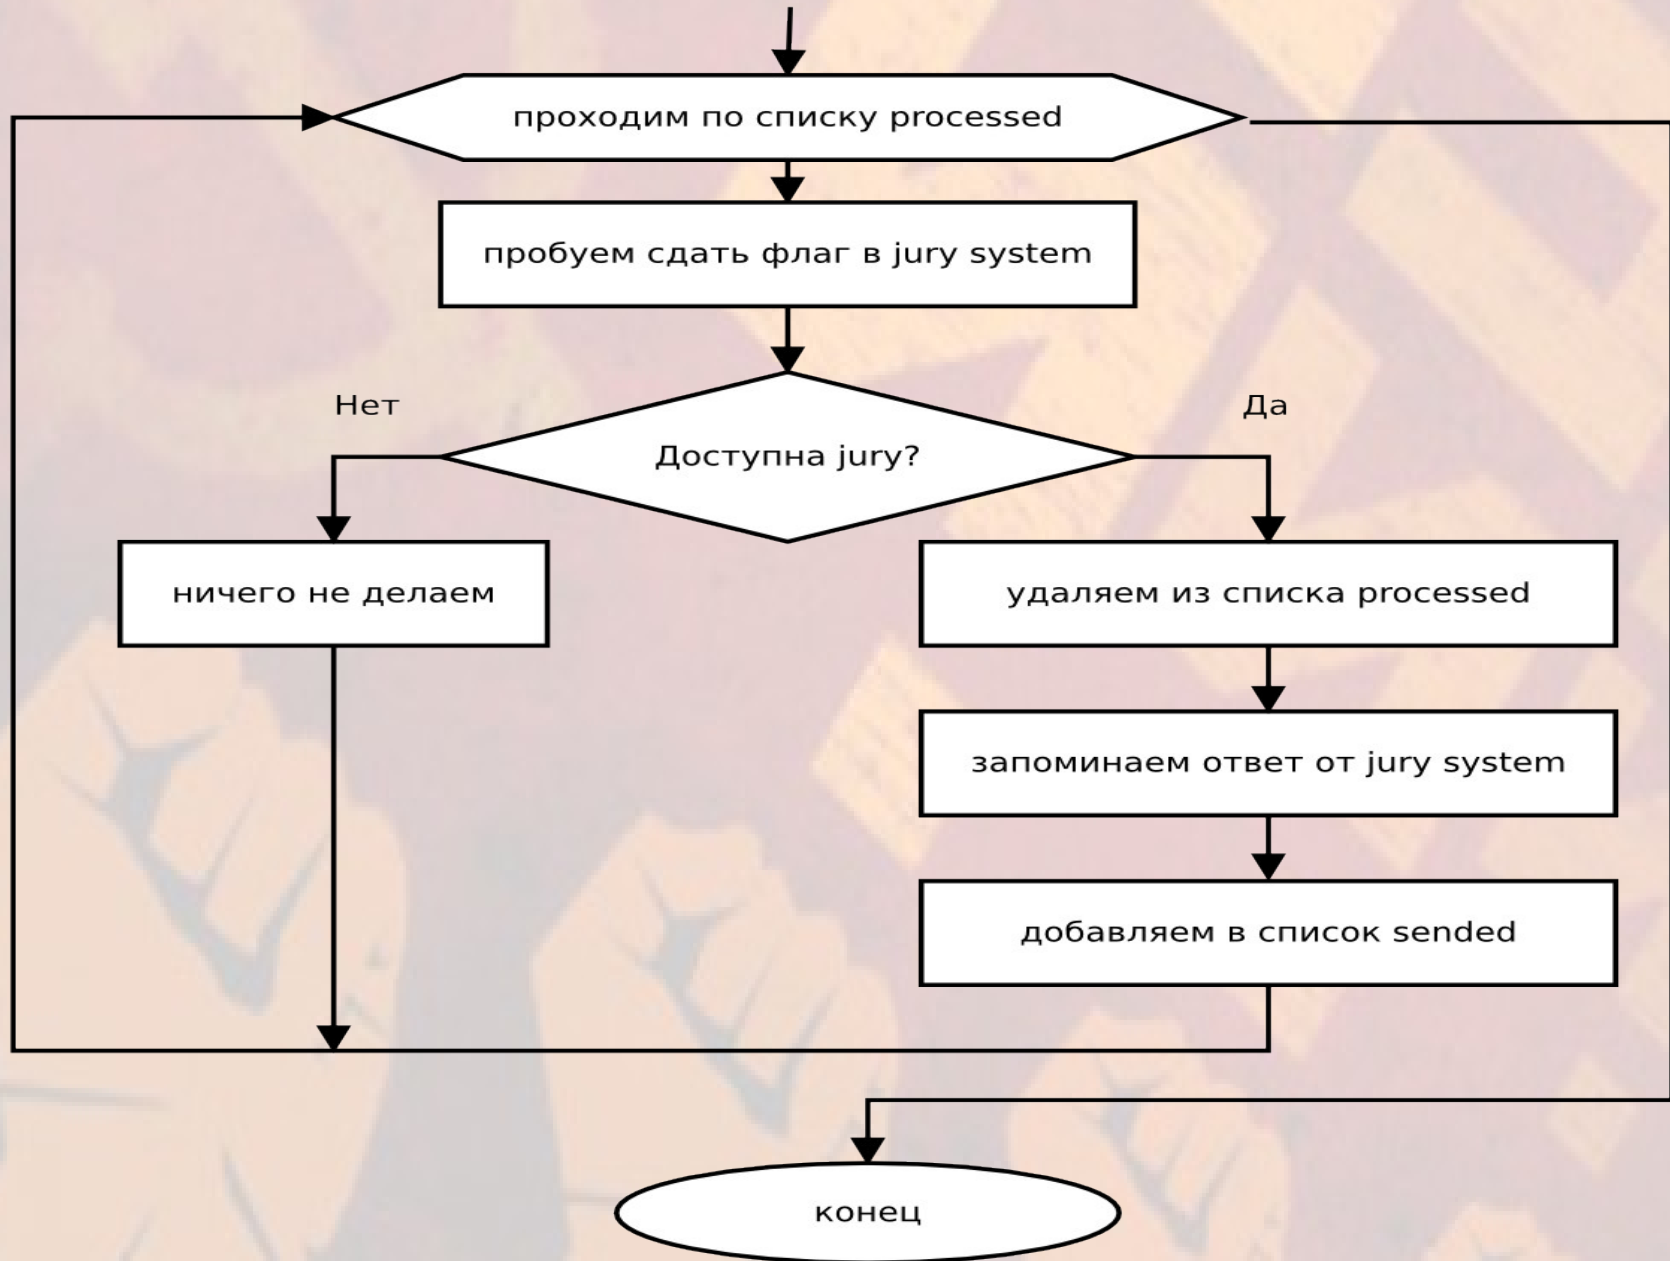 проходим по списку processed
пробуем сдать флаг в jury system
Нет
Да
Доступна jury?
ничего не делаем
удаляем из списка processed
запоминаем ответ от jury system
добавляем в список sended
конец